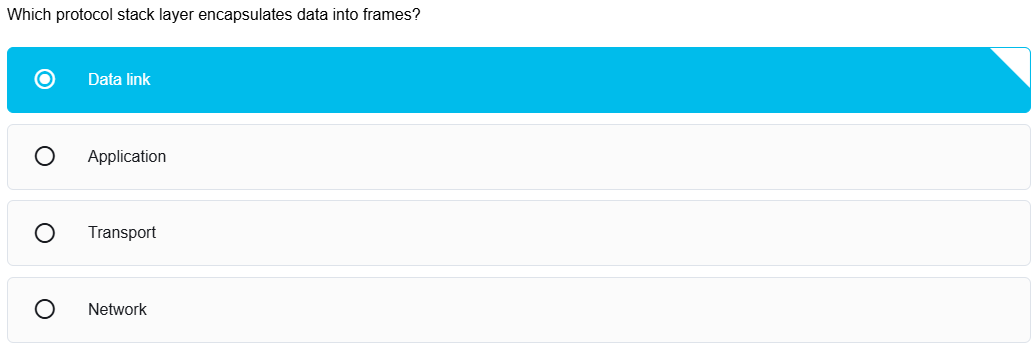 Which protocol stack layer encapsulates data into frames?
Data link
Application
Transport
Network